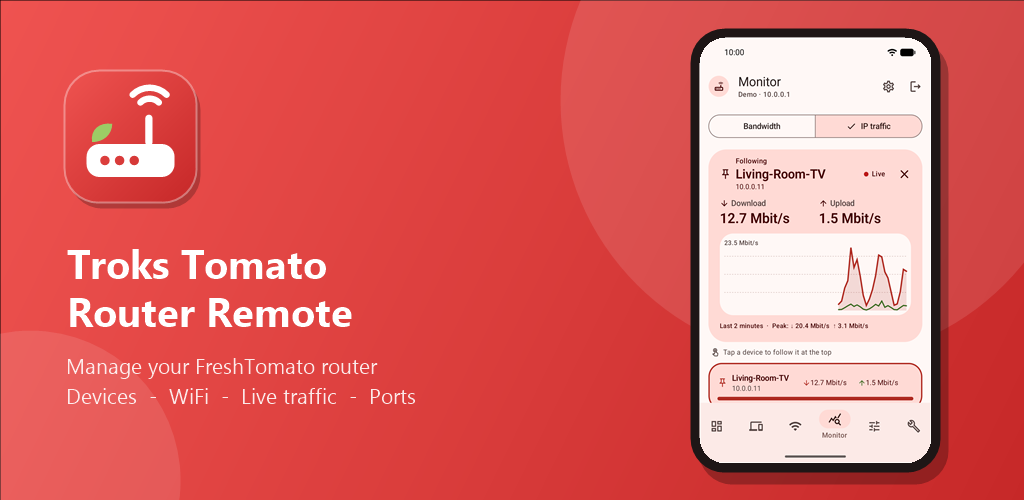 Troks Tomato
Router Remote
Manage your FreshTomato router
Devices - WiFi - Live traffic - Ports
10:00
Monitor
Demo · 10.0.0.1
Bandwidth
IP traffic
Following
Living-Room-TV
Live
10.0.0.11
Download
Upload
12.7 Mbit/s
1.5 Mbit/s
23.5 Mbit/s
Last 2 minutes · Peak: ↓ 20.4 Mbit/s ↑ 3.1 Mbit/s
Tap a device to follow it at the top
Living-Room-TV
↓12.7 Mbit/s
↑1.5 Mbit/s
10.0.0.11
Monitor